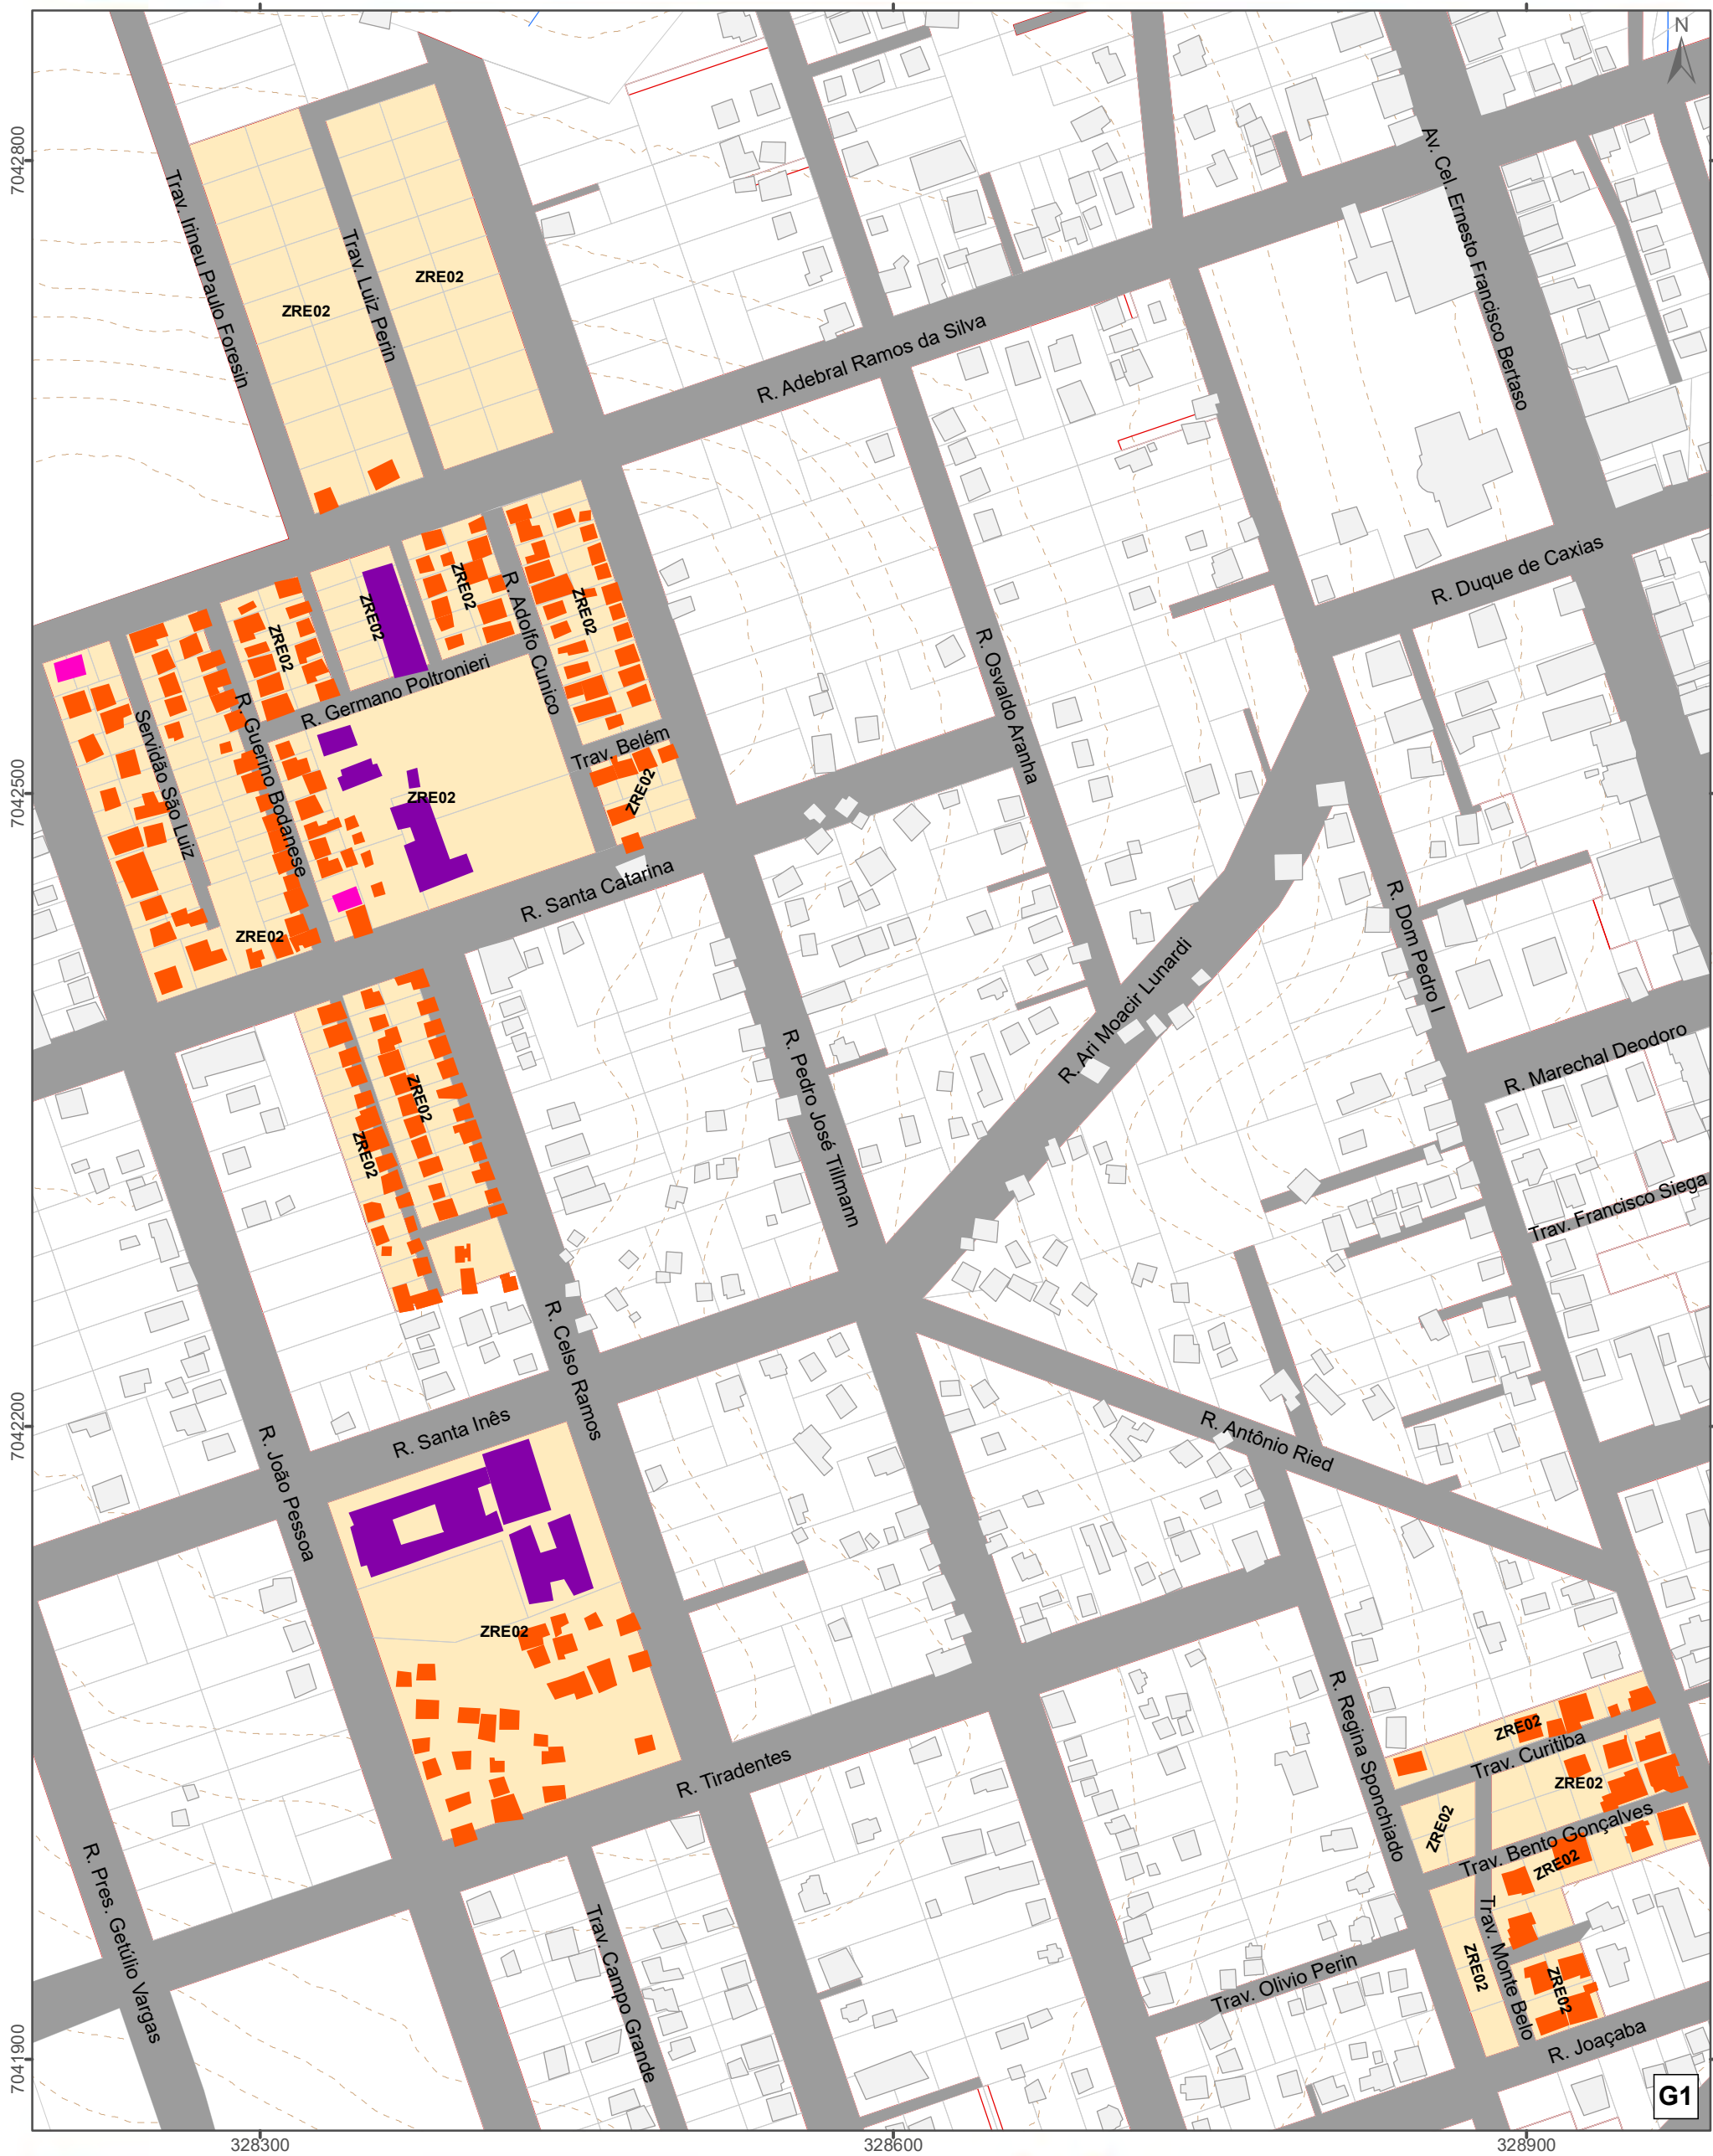 N
7042800
Av. Cel. Ernesto Francisco Bertaso
Trav. Irineu Paulo Foresin
Trav. Luiz Perin
ZRE02
ZRE02
R. Adebral Ramos da Silva
R. Duque de Caxias
ZRE02
ZRE02
ZRE02
ZRE02
R. Adolfo Cunico
R. Germano Poltronieri
R. Osvaldo Aranha
Servidão São Luiz
R. Guerino Bodanese
Trav. Belém
ZRE02
ZRE02
7042500
R. Santa Catarina
ZRE02
R. Dom Pedro I
R. Ari Moacir Lunardi
R. Marechal Deodoro
R. Pedro José Tillmann
ZRE02
ZRE02
Trav. Francisco Siega
R. Celso Ramos
7042200
R. Santa Inês
R. João Pessoa
R. Antônio Ried
ZRE02
R. Regina Sponchiado
ZRE02
Trav. Curitiba
R. Tiradentes
ZRE02
ZRE02
Trav. Bento Gonçalves
ZRE02
R. Pres. Getúlio Vargas
Trav. Campo Grande
Trav. Monte Belo
ZRE02
ZRE02
Trav. Olivio Perin
R. Joaçaba
7041900
G1
328300
328600
328900